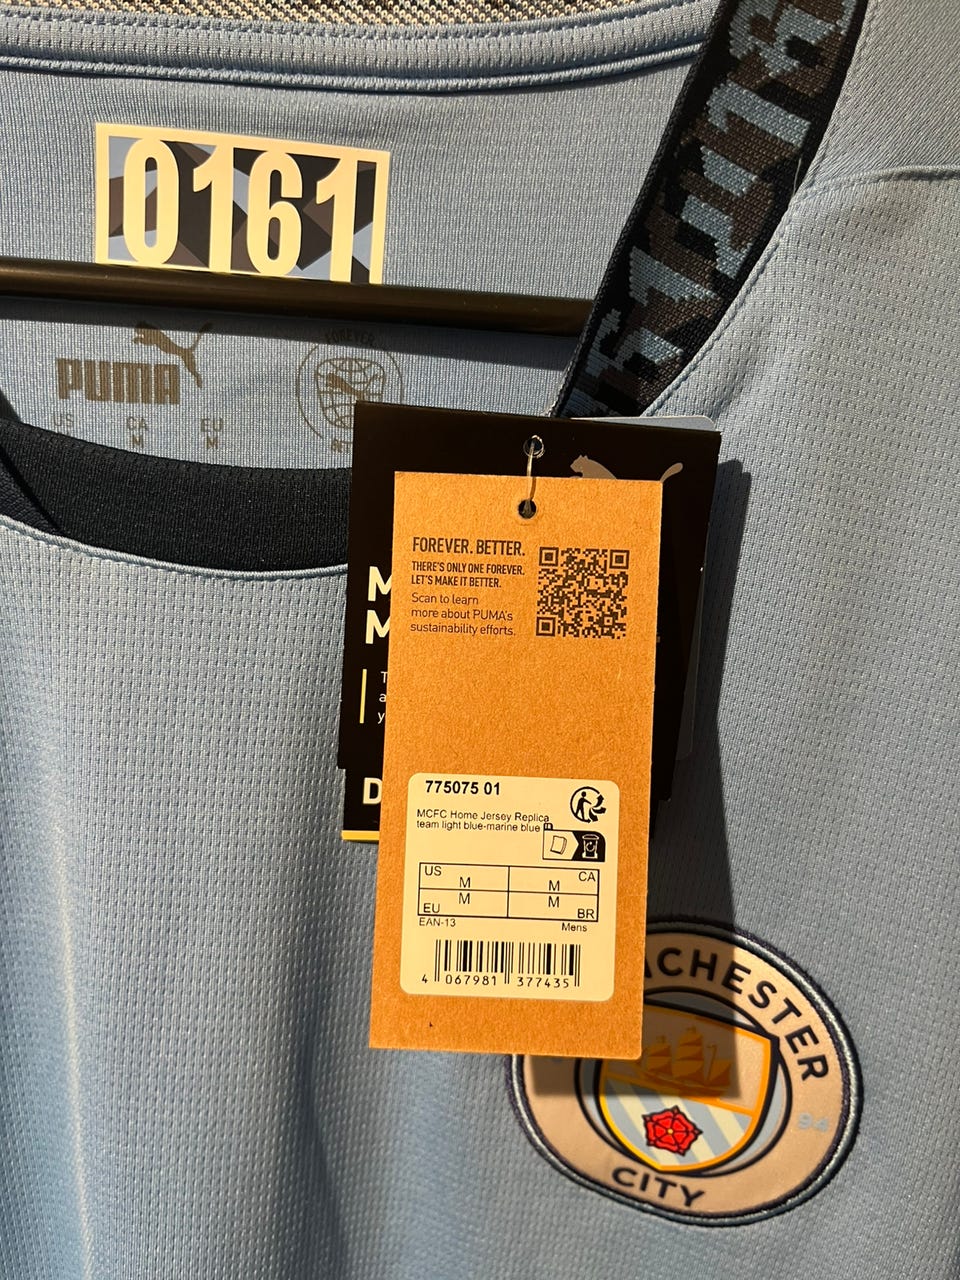 0161
PUMA
FOREVER
US CA EU
M M
FOREVER. BETTER.
THERE'S ONLY ONE FOREVER.
LET'S MAKE IT BETTER.
Scan to learn
more about PUMA's
sustainability efforts.
775075 01
MCFC Home Jersey Replica
team light blue-marine blue
FR
US M M CA
EU M M BR
EAN-13 Mens
4 067981 377435
CITY